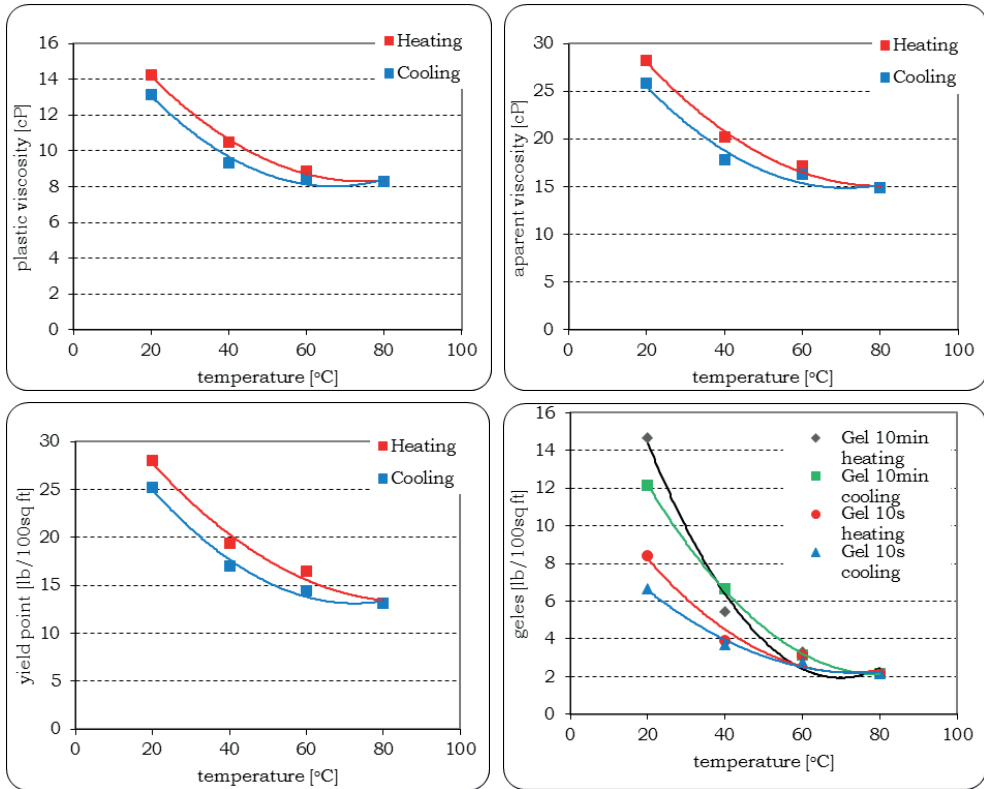 16
14
12
10
8
6
4
2
0
plastic viscosity [cP]
Heating
Cooling
0 20 40 60 80 100
temperature [°C]
30
25
20
15
10
5
0
aparent viscosity [cP]
Heating
Cooling
0 20 40 60 80 100
temperature [°C]
30
25
20
15
10
5
0
yield point [lb/100sq ft]
Heating
Cooling
0 20 40 60 80 100
temperature [°C]
16
14
12
10
8
6
4
2
0
geles [lb/100sq ft]
Gel 10min
heating
Gel 10min
cooling
Gel 10s
heating
Gel 10s
cooling
0 20 40 60 80 100
temperature [°C]